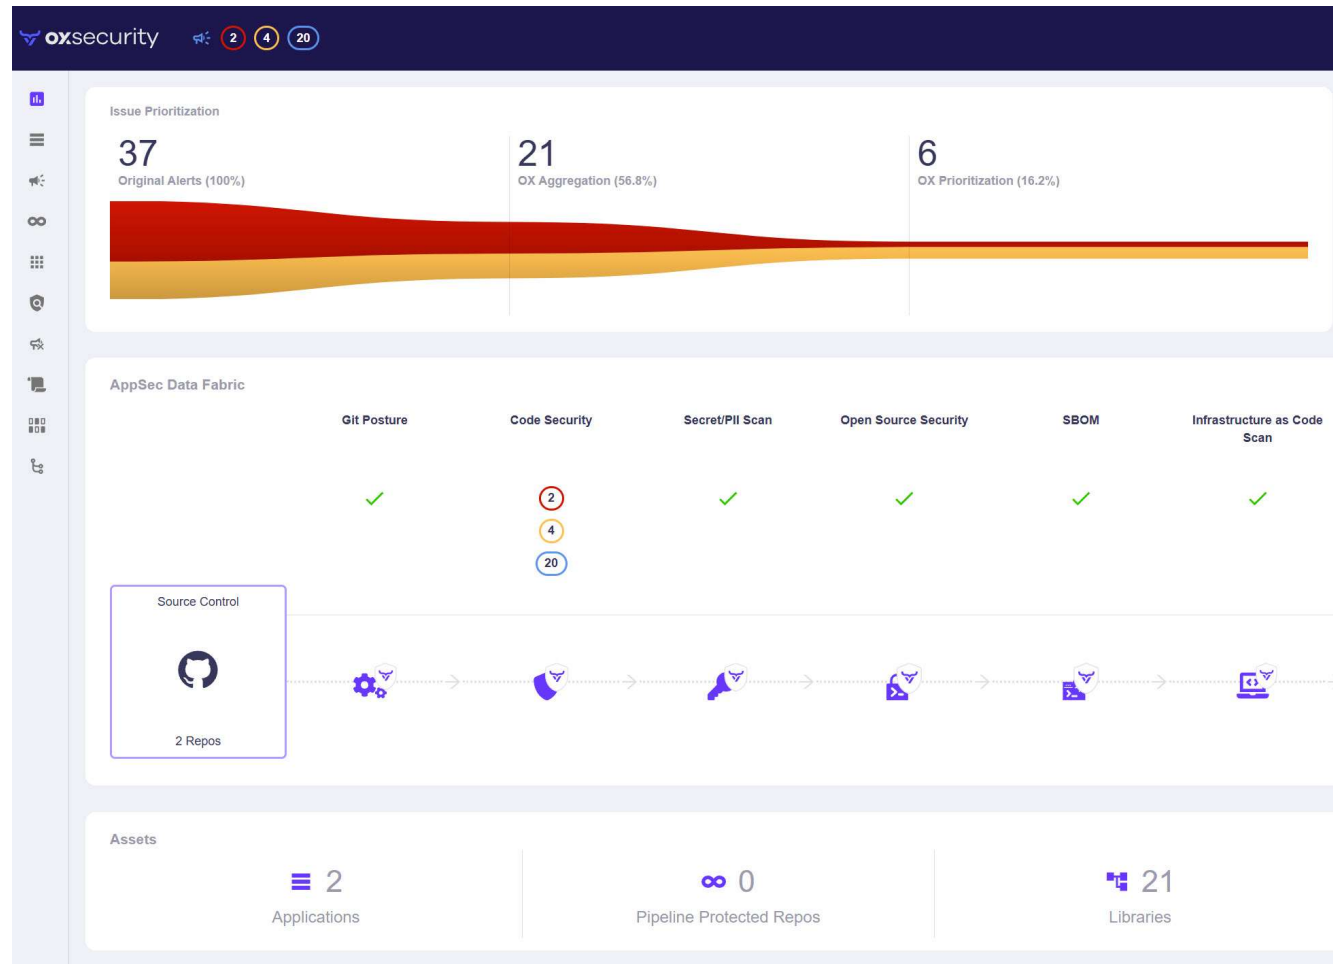 oxsecurity 2 4 20
Issue Prioritization
37 21 6
Original Alerts (100%) OX Aggregation (56.8%) OX Prioritization (16.2%)
AppSec Data Fabric
Git Posture Code Security Secret/PII Scan Open Source Security SBOM Infrastructure as Code
Scan
2
4
20
Source Control
2 Repos
Assets
2 0 21
Applications Pipeline Protected Repos Libraries